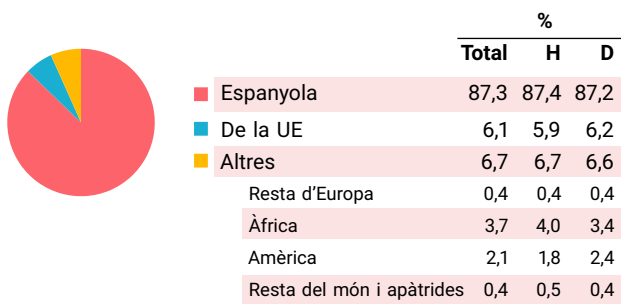 %
Total H D
Espanyola 87,3 87,4 87,2
De la UE 6,1 5,9 6,2
Altres 6,7 6,7 6,6
Resta d’Europa 0,4 0,4 0,4
Àfrica 3,7 4,0 3,4
Amèrica 2,1 1,8 2,4
Resta del món i apàtrides 0,4 0,5 0,4